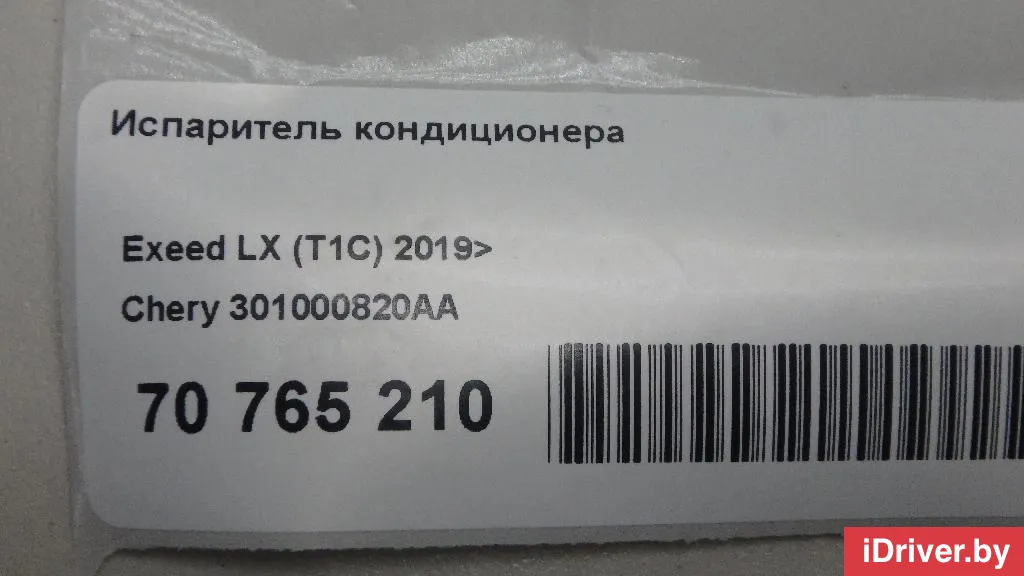 Испаритель кондиционера
Exeed LX (T1C) 2019>
Chery 301000820AA
70 765 210
iDriver.by